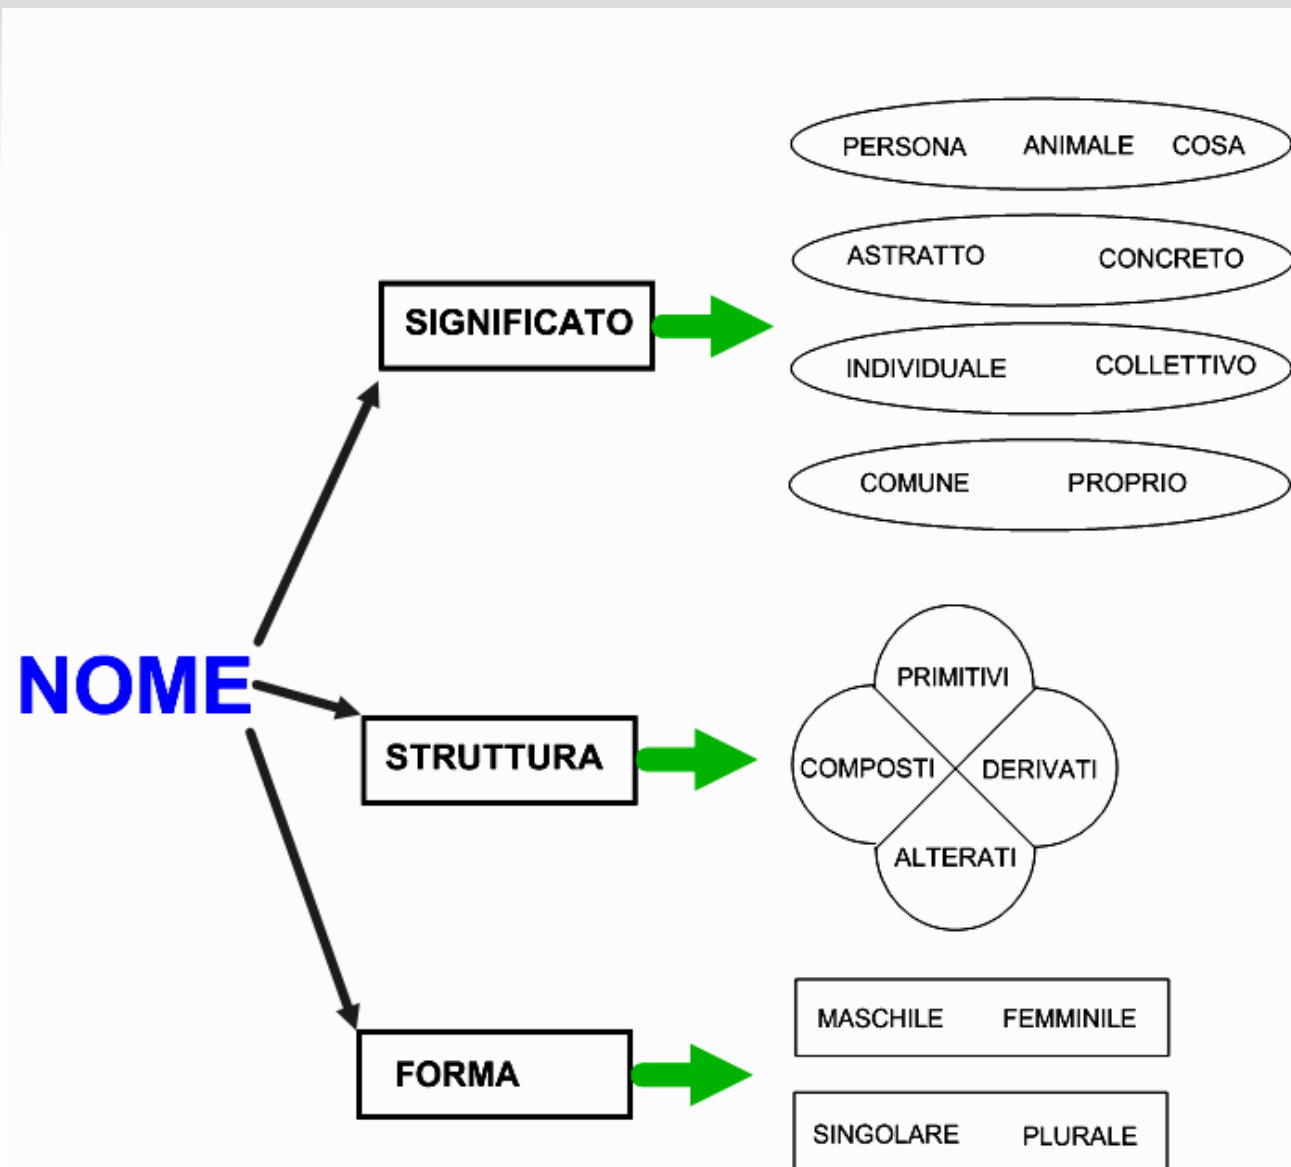 PERSONA ANIMALE COSA
ASTRATTO CONCRETO
SIGNIFICATO
INDIVIDUALE COLLETTIVO
COMUNE PROPRIO
NOME
PRIMITIVI
STRUTTURA
COMPOSTI DERIVATI
ALTERATI
MASCHILE FEMMINILE
FORMA
SINGOLARE PLURALE